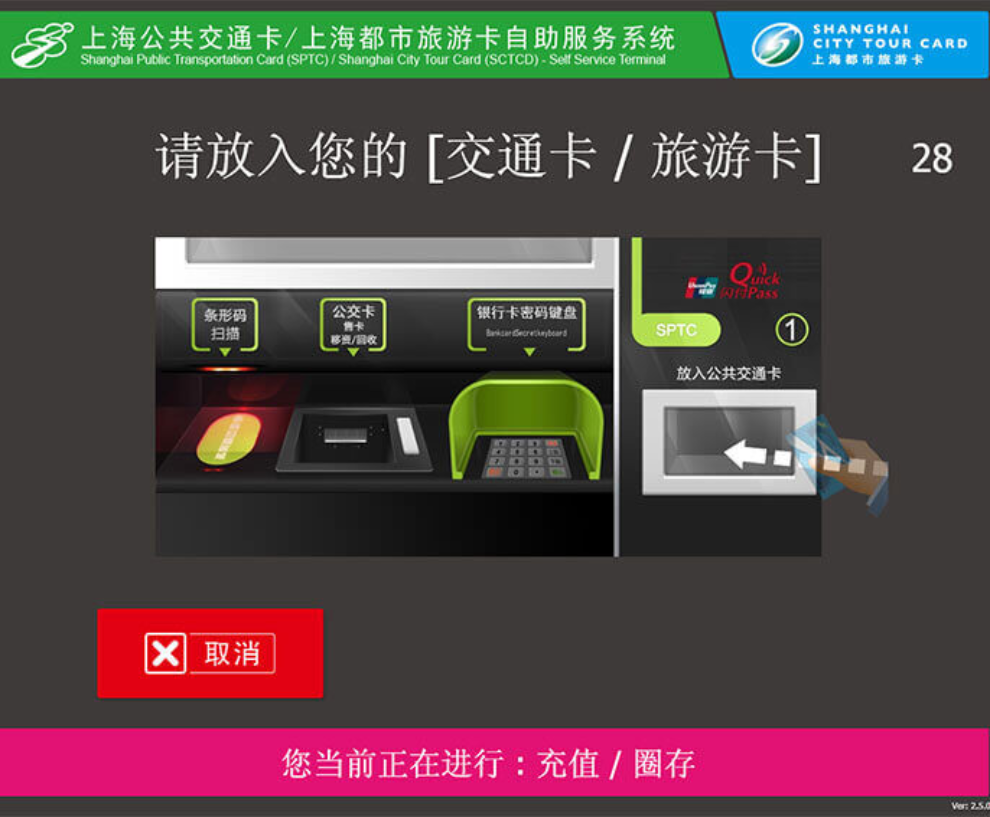 上海公共交通卡/上海都市旅游卡自助服务系统
Shanghai Public Transportation Card (SPTC) / Shanghai City Tour Card (SCTCD) - Self Service Terminal
SHANGHAI
CITY TOUR CARD
上海都市旅游卡
请放入您的 [交通卡 / 旅游卡]
28
条形码
扫描
公交卡
售卡
移资/回收
银行卡密码键盘
BankcardSecretkeyboard
UnionPay
银联
Quick
闪付Pass
SPTC
1
放入公共交通卡
取消
您当前正在进行：充值 / 圈存
Ver: 2.5.0